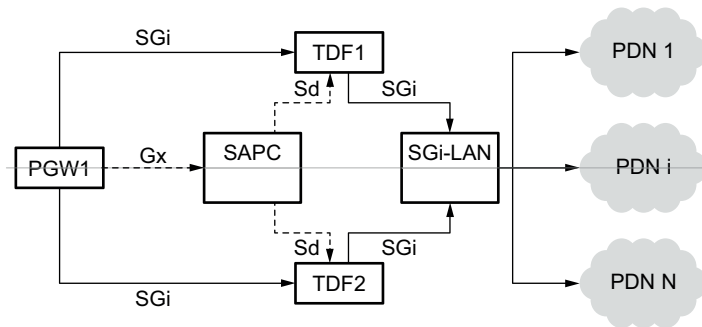 SGi
TDF1
PDN 1
Sd
SGi
PGW1
Gx
SAPC
SGi-LAN
PDN i
Sd
SGi
SGi
TDF2
PDN N